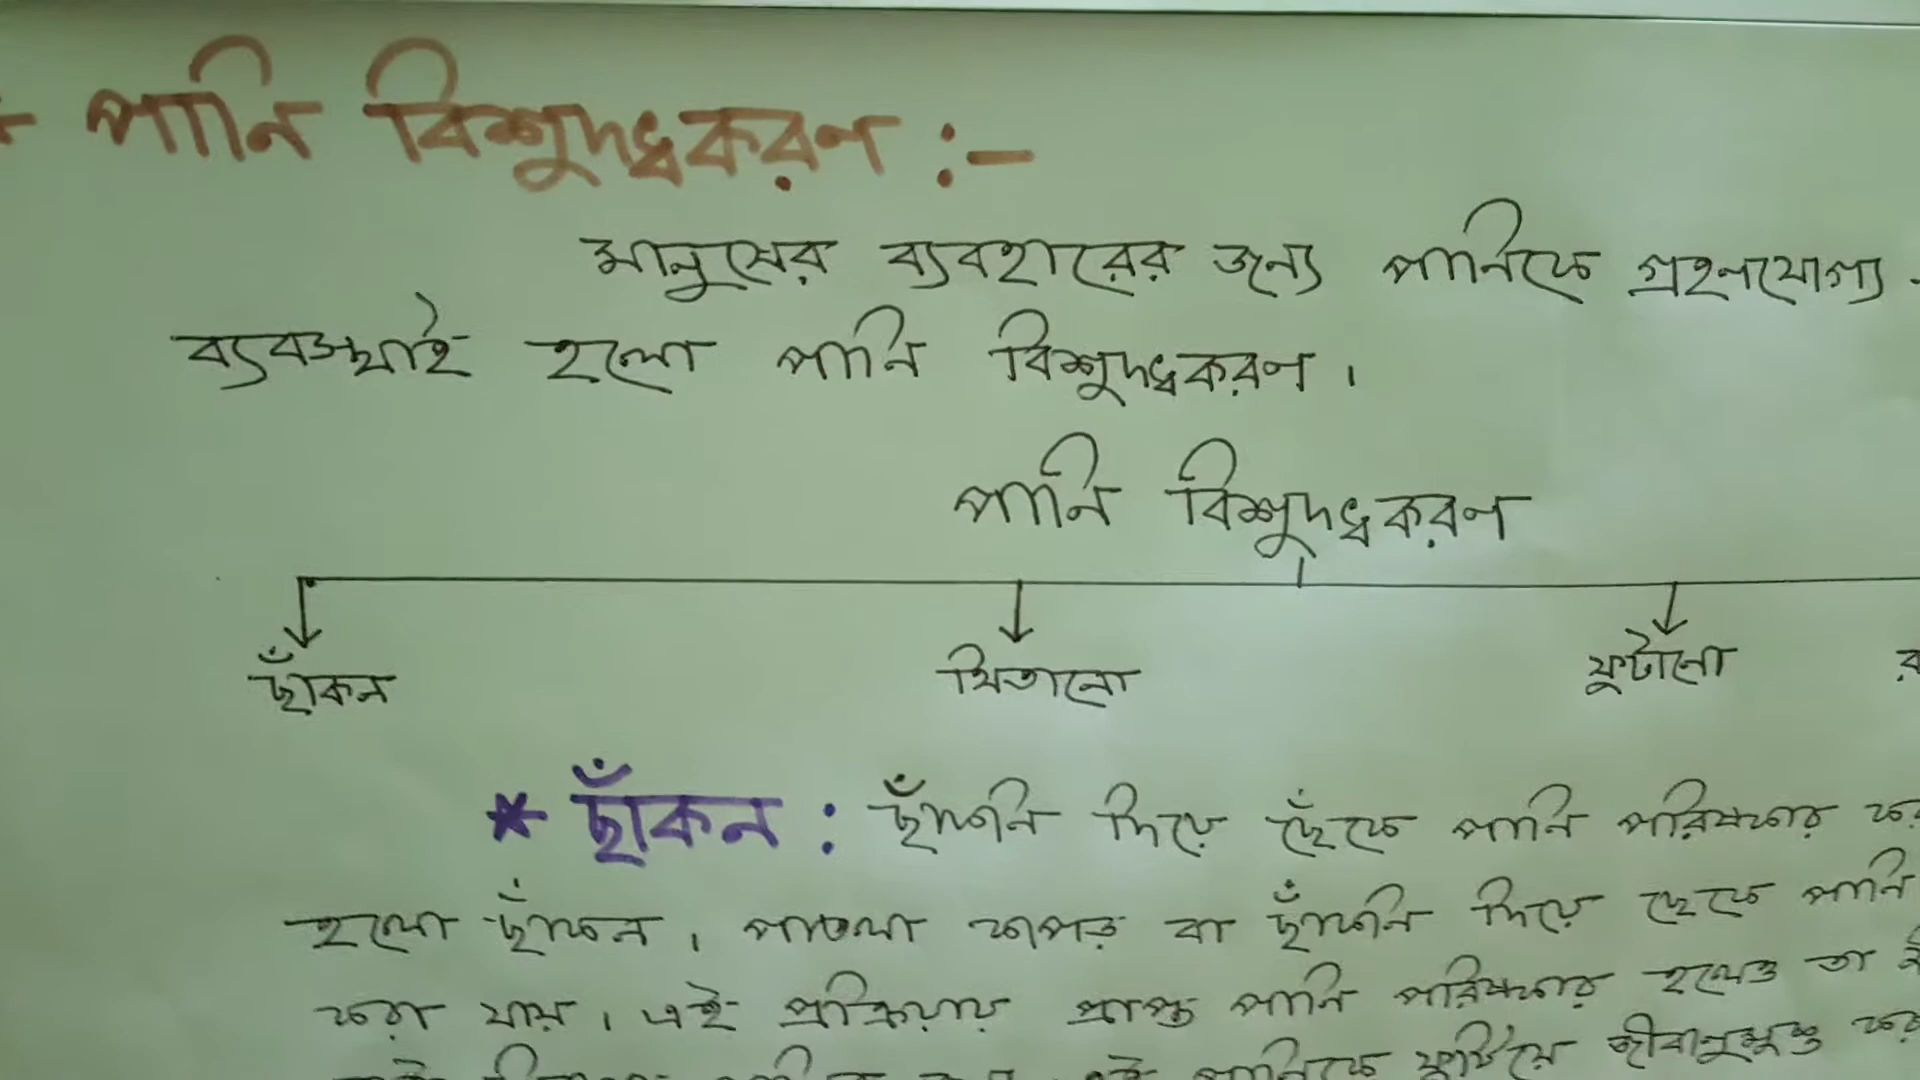 পানি বিশুদ্ধকরণ :-
মানুষের ব্যবহারের জন্য পানিকে গ্রহনযোগ্য
ব্যবস্থাই হলো পানি বিশুদ্ধকরণ।
পানি বিশুদ্ধকরণ
ছাঁকন থিতানো ফুটানো
* ছাঁকন : ছাঁকনি দিয়ে ছেঁকে পানি পরিষ্কার
হলো ছাঁকন। পাতলা কাপড় বা ছাঁকনি দিয়ে ছেকে পানি
করা যায়। এই প্রক্রিয়ায় প্রাপ্ত পানি পরিষ্কার হলেও তা
পানিকে ফুটিয়ে জীবানুমুক্ত